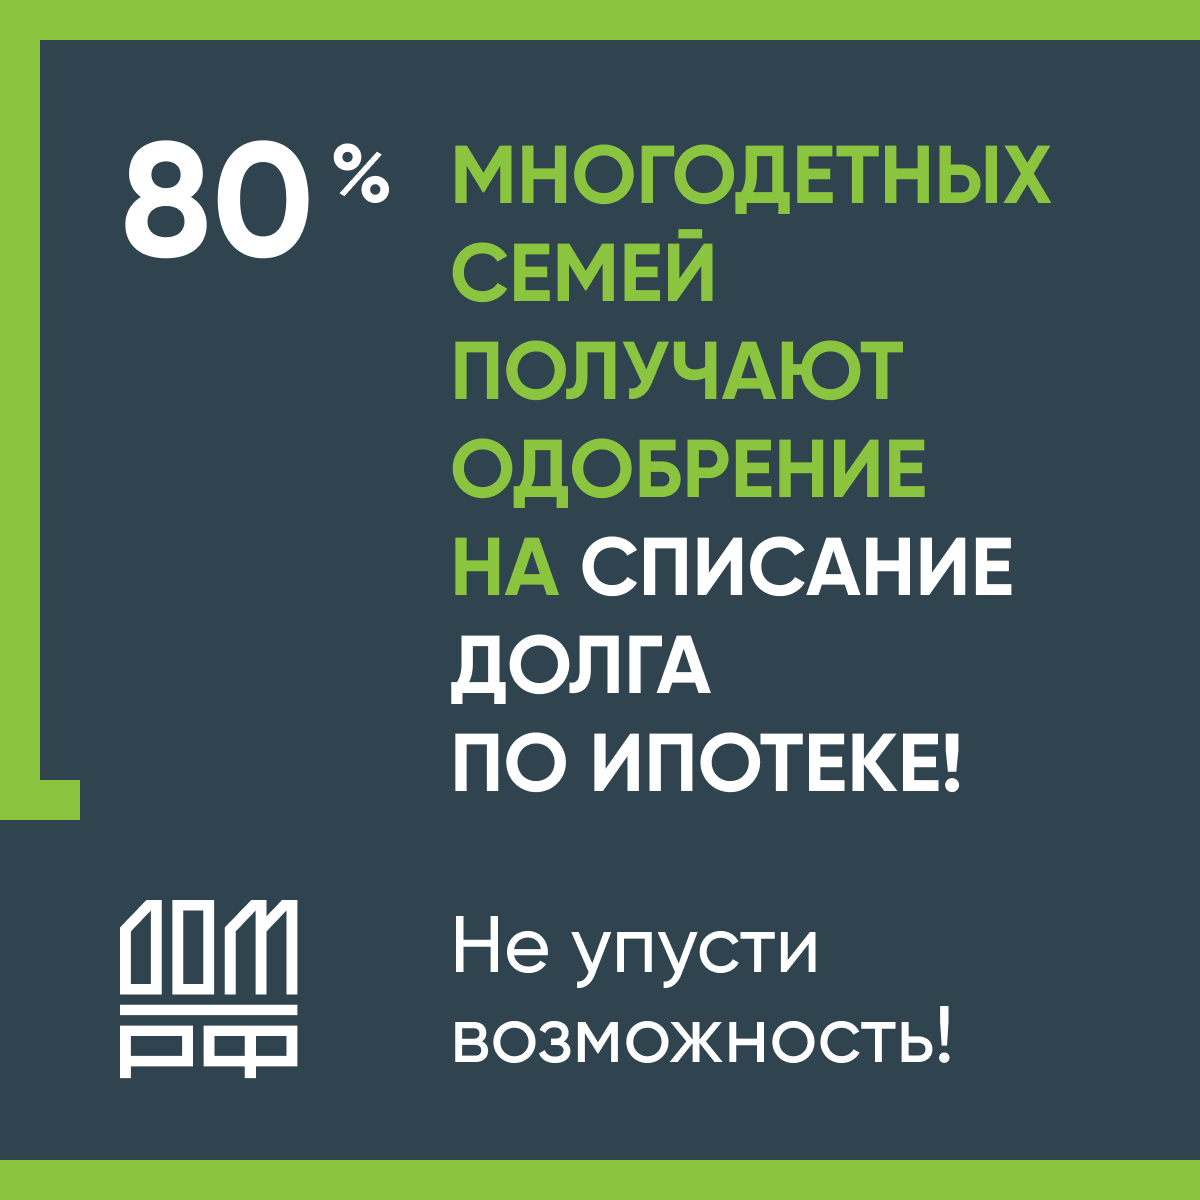 80%
МНОГОДЕТНЫХ
СЕМЕЙ
ПОЛУЧАЮТ
ОДОБРЕНИЕ
НА СПИСАНИЕ
ДОЛГА
ПО ИПОТЕКЕ!
ДОМ
РФ
Не упусти
возможность!